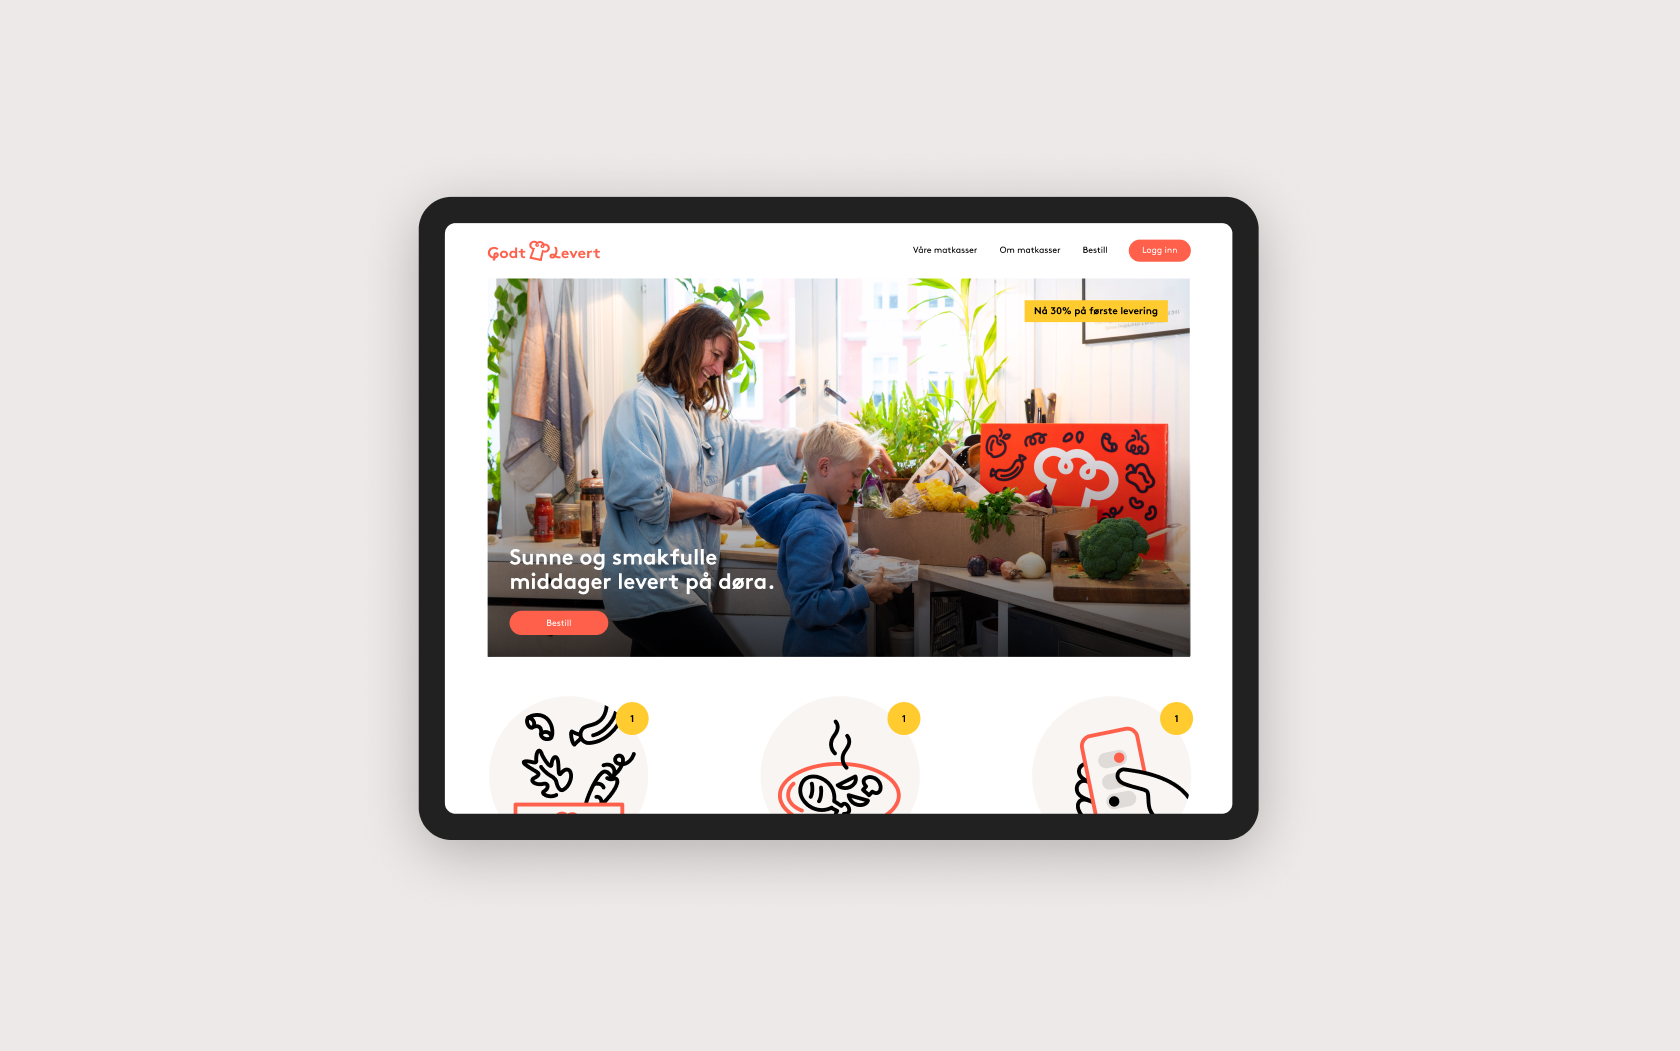 Godt Levert
Våre matkasser
Om matkasser
Bestill
Logg inn
Nå 30% på første levering
Sunne og smakfulle
middager levert på døra.
Bestill
1
1
1